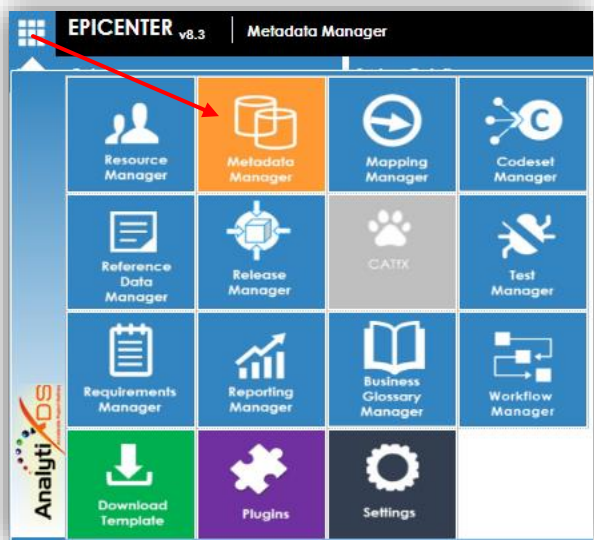 EPICENTER v8.3 Metadata Manager
Resource
Manager
Metadata
Manager
Mapping
Manager
Codeset
Manager
Reference
Data
Manager
Release
Manager
CATfX
Test
Manager
Requirements
Manager
Reporting
Manager
Business
Glossary
Manager
Workflow
Manager
Download
Template
Plugins
Settings
AnalytiXDS